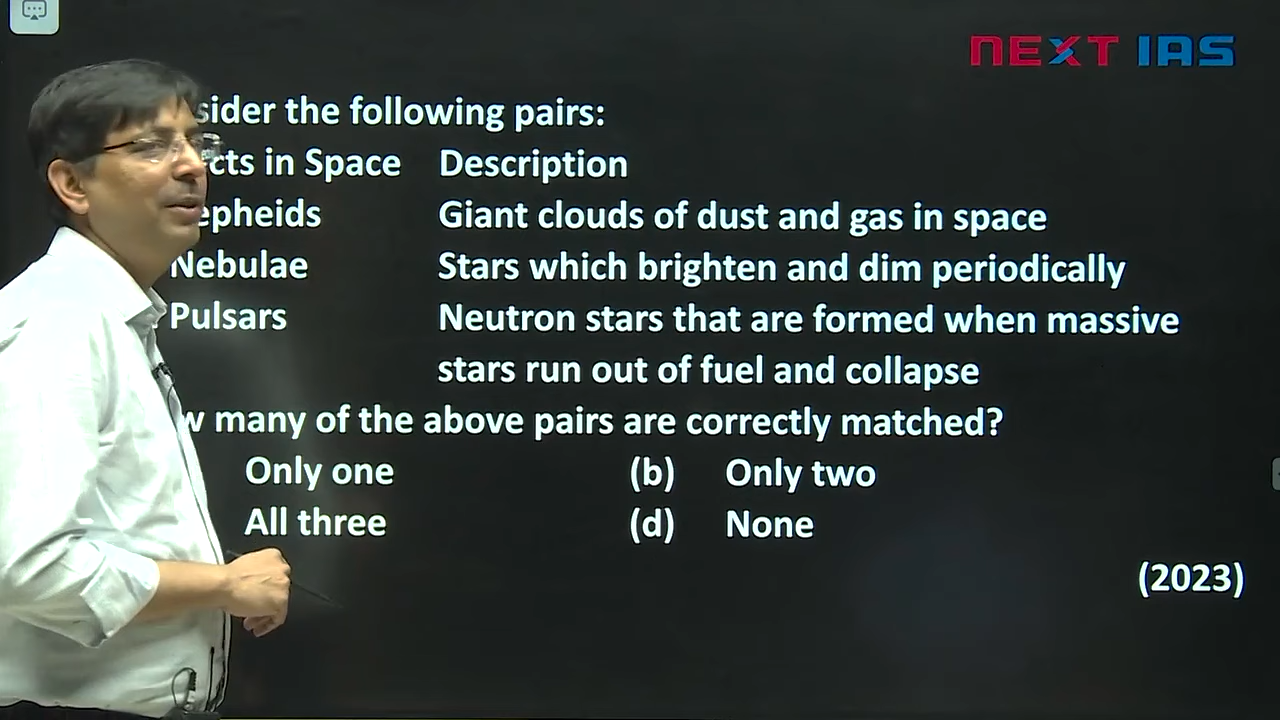 NEXT IAS
sider the following pairs:
cts in Space Description
epheids Giant clouds of dust and gas in space
Nebulae Stars which brighten and dim periodically
Pulsars Neutron stars that are formed when massive
stars run out of fuel and collapse
w many of the above pairs are correctly matched?
Only one (b) Only two
All three (d) None
(2023)